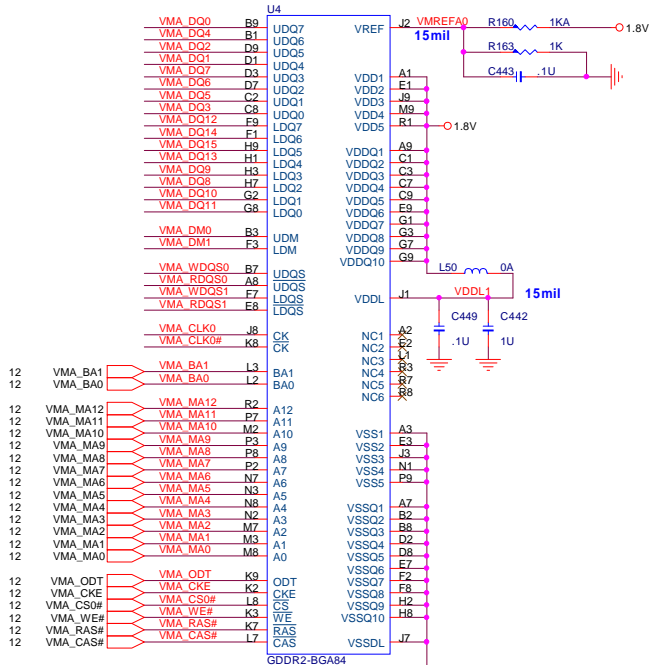 U4
VMA_DQ0 B9 UDQ7 VREF J2 VMREFA0 R160 1KA 1.8V
15mil
VMA_DQ4 B1 UDQ6
VMA_DQ2 D9 UDQ5 R163 1K
VMA_DQ1 D1 UDQ4
VMA_DQ7 D3 UDQ3 VDD1 A1 C443 .1U
VMA_DQ6 D7 UDQ2 VDD2 E1
VMA_DQ5 C2 UDQ1 VDD3 J9
VMA_DQ3 C8 UDQ0 VDD4 M9
VMA_DQ12 F9 LDQ7 VDD5 R1 1.8V
VMA_DQ14 F1 LDQ6
VMA_DQ15 H9 LDQ5 VDDQ1 A9
VMA_DQ13 H1 LDQ4 VDDQ2 C1
VMA_DQ9 H3 LDQ3 VDDQ3 C3
VMA_DQ8 H7 LDQ2 VDDQ4 C7
VMA_DQ10 G2 LDQ1 VDDQ5 C9
VMA_DQ11 G8 LDQ0 VDDQ6 E9
VDDQ7 G1
VMA_DM0 B3 UDM VDDQ8 G3
VMA_DM1 F3 LDM VDDQ9 G7
VDDQ10 G9
VMA_WDQS0 B7 UDQS L50 0A
VMA_RDQS0 A8 UDQS
VMA_WDQS1 F7 LDQS VDDL J1 VDDL1 15mil
VMA_RDQS1 E8 LDQS
VMA_CLK0 J8 CK NC1 A2 C449 C442
VMA_CLK0# K8 CK NC2 E2 .1U 1U
NC3 L1
12 VMA_BA1 VMA_BA1 L3 BA1 NC4 R3
12 VMA_BA0 VMA_BA0 L2 BA0 NC5 R7
NC6 R8
12 VMA_MA12 VMA_MA12 R2 A12
12 VMA_MA11 VMA_MA11 P7 A11
12 VMA_MA10 VMA_MA10 M2 A10 VSS1 A3
12 VMA_MA9 VMA_MA9 P3 A9 VSS2 E3
12 VMA_MA8 VMA_MA8 P8 A8 VSS3 J3
12 VMA_MA7 VMA_MA7 P2 A7 VSS4 N1
12 VMA_MA6 VMA_MA6 N7 A6 VSS5 P9
12 VMA_MA5 VMA_MA5 N3 A5
12 VMA_MA4 VMA_MA4 N8 A4 VSSQ1 A7
12 VMA_MA3 VMA_MA3 N2 A3 VSSQ2 B2
12 VMA_MA2 VMA_MA2 M7 A2 VSSQ3 B8
12 VMA_MA1 VMA_MA1 M3 A1 VSSQ4 D2
12 VMA_MA0 VMA_MA0 M8 A0 VSSQ5 D8
VSSQ6 E7
12 VMA_ODT VMA_ODT K9 ODT VSSQ7 F2
12 VMA_CKE VMA_CKE K2 CKE VSSQ8 F8
12 VMA_CS0# VMA_CS0# L8 CS VSSQ9 H2
12 VMA_WE# VMA_WE# K3 WE VSSQ10 H8
12 VMA_RAS# VMA_RAS# K7 RAS
12 VMA_CAS# VMA_CAS# L7 CAS VSSDL J7
GDDR2-BGA84